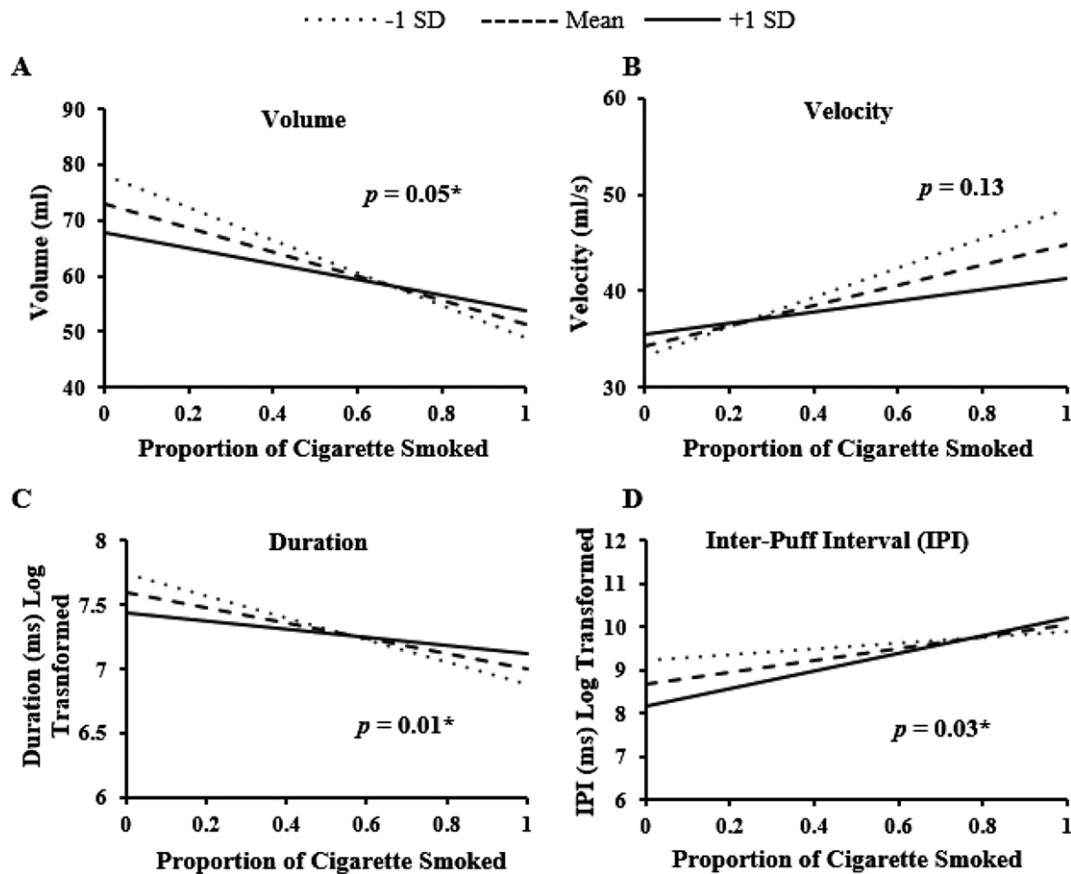 -1 SD Mean +1 SD
A
Volume
90
80
70
60
50
40
Volume (ml)
p = 0.05*
0 0.2 0.4 0.6 0.8 1
Proportion of Cigarette Smoked
B
Velocity
60
50
40
30
Velocity (ml/s)
p = 0.13
0 0.2 0.4 0.6 0.8 1
Proportion of Cigarette Smoked
C
Duration
8
7.5
7
6.5
6
Duration (ms) Log
Trasnformed
p = 0.01*
0 0.2 0.4 0.6 0.8 1
Proportion of Cigarette Smoked
D
Inter-Puff Interval (IPI)
12
11
10
9
8
7
6
IPI (ms) Log Transformed
p = 0.03*
0 0.2 0.4 0.6 0.8 1
Proportion of Cigarette Smoked